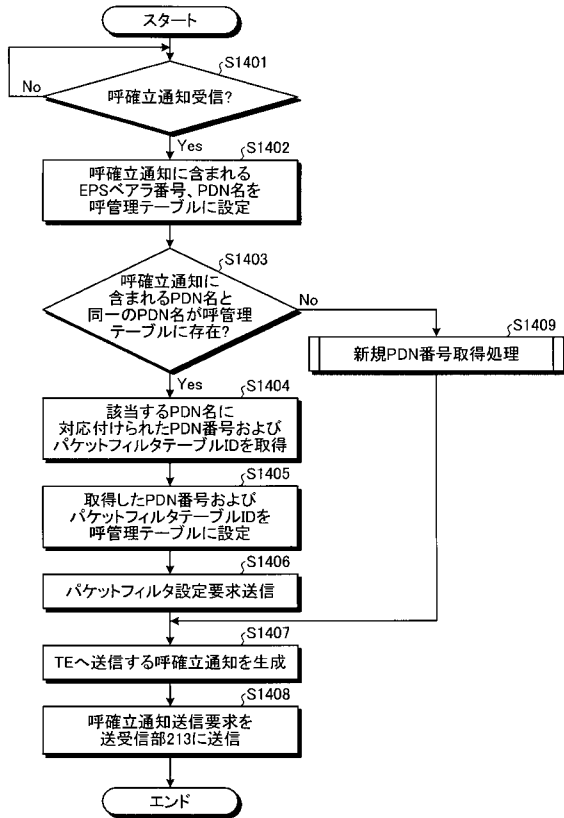 スタート
S1401
呼確立通知受信?
No
Yes
S1402
呼確立通知に含まれる
EPSベアラ番号、PDN名を
呼管理テーブルに設定
S1403
呼確立通知に
含まれるPDN名と
同一のPDN名が呼管理
テーブルに存在?
No
S1409
新規PDN番号取得処理
Yes
S1404
該当するPDN名に
対応付けられたPDN番号および
パケットフィルタテーブルIDを取得
S1405
取得したPDN番号および
パケットフィルタテーブルIDを
呼管理テーブルに設定
S1406
パケットフィルタ設定要求送信
S1407
TEへ送信する呼確立通知を生成
S1408
呼確立通知送信要求を
送受信部213に送信
エンド